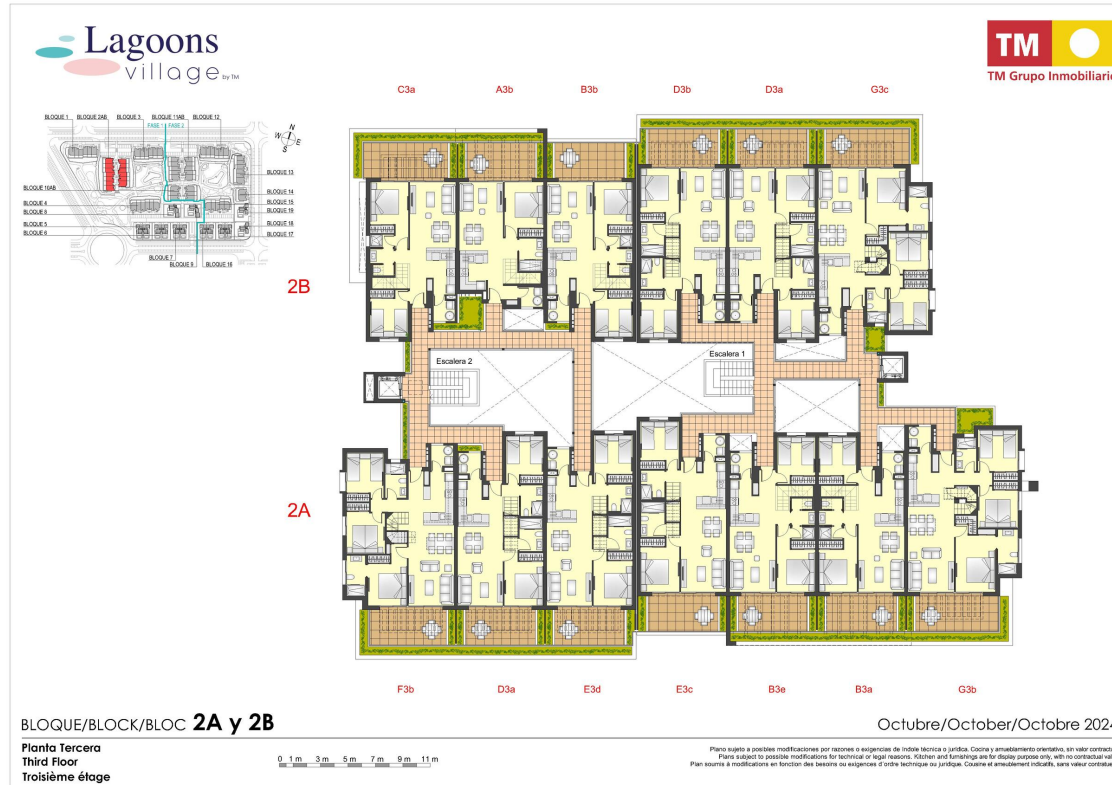 Lagoons
village by TM
TM
TM Grupo Inmobiliario
C3a A3b B3b D3b D3a G3c
BLOQUE 1 BLOQUE 2AB BLOQUE 3 BLOQUE 11AB BLOQUE 12
FASE 1 FASE 2
N
W E
S
BLOQUE 13
BLOQUE 10AB
BLOQUE 14
BLOQUE 4
BLOQUE 15
BLOQUE 8
BLOQUE 19
BLOQUE 5
BLOQUE 18
BLOQUE 6
BLOQUE 17
BLOQUE 7
BLOQUE 9 BLOQUE 16
2B
Escalera 2
Escalera 1
2A
F3b D3a E3d E3c B3e B3a G3b
BLOQUE/BLOCK/BLOC 2A y 2B
Octubre/October/Octobre 2024
Planta Tercera
Third Floor
Troisième étage
0 1 m 3 m 5 m 7 m 9 m 11 m
Plano sujeto a posibles modificaciones por razones o exigencias de índole técnica o jurídica. Cocina y amueblamiento orientativo, sin valor contractu
Plans subject to possible modifications for technical or legal reasons. Kitchen and furnishings are for display purpose only, with no contractual val
Plan soumis à modifications en fonction des besoins ou exigences d'ordre technique ou juridique. Cousine et ameublement indicatifs, sans valeur contractue